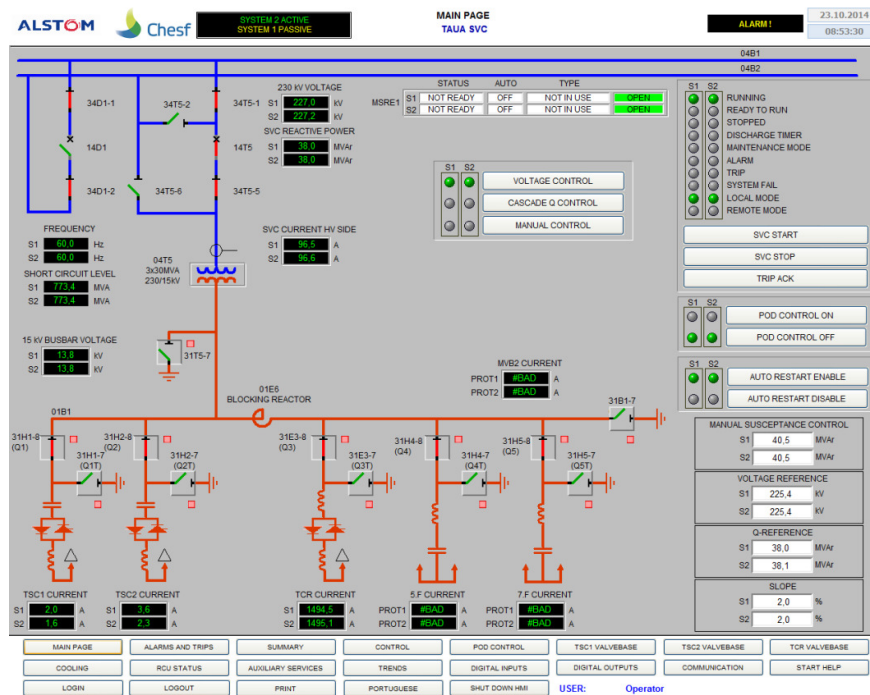 ALSTOM Chesf SYSTEM 2 ACTIVE MAIN PAGE ALARM ! 23.10.2014
SYSTEM 1 PASSIVE TAUA SVC 08:53:30
04B1
04B2
34D1-1
34T5-2
34T5-1
14D1
14T5
34D1-2
34T5-6
34T5-5
230 kV VOLTAGE
S1 227,0 kV
S2 227,2 kV
SVC REACTIVE POWER
S1 38,0 MVAr
S2 38,0 MVAr
STATUS AUTO TYPE
MSRE1 S1 NOT READY OFF NOT IN USE OPEN
S2 NOT READY OFF NOT IN USE OPEN
S1 S2
VOLTAGE CONTROL
CASCADE Q CONTROL
MANUAL CONTROL
S1 S2
RUNNING
READY TO RUN
STOPPED
DISCHARGE TIMER
MAINTENANCE MODE
ALARM
TRIP
SYSTEM FAIL
LOCAL MODE
REMOTE MODE
SVC START
SVC STOP
TRIP ACK
FREQUENCY
S1 60,0 Hz
S2 60,0 Hz
SHORT CIRCUIT LEVEL
S1 773,4 MVA
S2 773,4 MVA
04T5
3x30MVA
230/15kV
SVC CURRENT HV SIDE
S1 96,5 A
S2 96,6 A
S1 S2
POD CONTROL ON
POD CONTROL OFF
15 kV BUSBAR VOLTAGE
S1 13,8 kV
S2 13,8 kV
31T5-7
S1 S2
AUTO RESTART ENABLE
AUTO RESTART DISABLE
MVB2 CURRENT
PROT1 #BAD A
PROT2 #BAD A
01E6
BLOCKING REACTOR
01B1
31B1-7
31H1-8
(Q1)
31H1-7
(Q1T)
31H2-8
(Q2)
31H2-7
(Q2T)
31E3-8
(Q3)
31E3-7
(Q3T)
31H4-8
(Q4)
31H4-7
(Q4T)
31H5-8
(Q5)
31H5-7
(Q5T)
MANUAL SUSCEPTANCE CONTROL
S1 40,5 MVAr
S2 40,5 MVAr
VOLTAGE REFERENCE
S1 225,4 kV
S2 225,4 kV
Q-REFERENCE
S1 38,0 MVAr
S2 38,1 MVAr
SLOPE
S1 2,0 %
S2 2,0 %
TSC1 CURRENT
S1 2,0 A
S2 1,6 A
TSC2 CURRENT
S1 3,6 A
S2 2,3 A
TCR CURRENT
S1 1494,5 A
S2 1495,1 A
5.F CURRENT
PROT1 #BAD A
PROT2 #BAD A
7.F CURRENT
PROT1 #BAD A
PROT2 #BAD A
MAIN PAGE ALARMS AND TRIPS SUMMARY CONTROL POD CONTROL TSC1 VALVEBASE TSC2 VALVEBASE TCR VALVEBASE
COOLING RCU STATUS AUXILIARY SERVICES TRENDS DIGITAL INPUTS DIGITAL OUTPUTS COMMUNICATION START HELP
LOGIN LOGOUT PRINT PORTUGUESE SHUT DOWN HMI USER: Operator